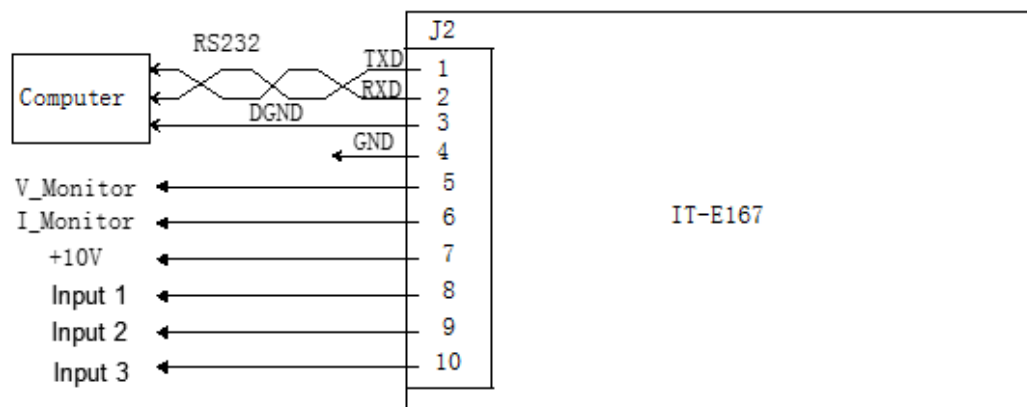 J2
RS232
TXD 1
Computer
RXD 2
DGND 3
GND 4
V_Monitor 5
I_Monitor 6
IT-E167
+10V 7
Input 1 8
Input 2 9
Input 3 10